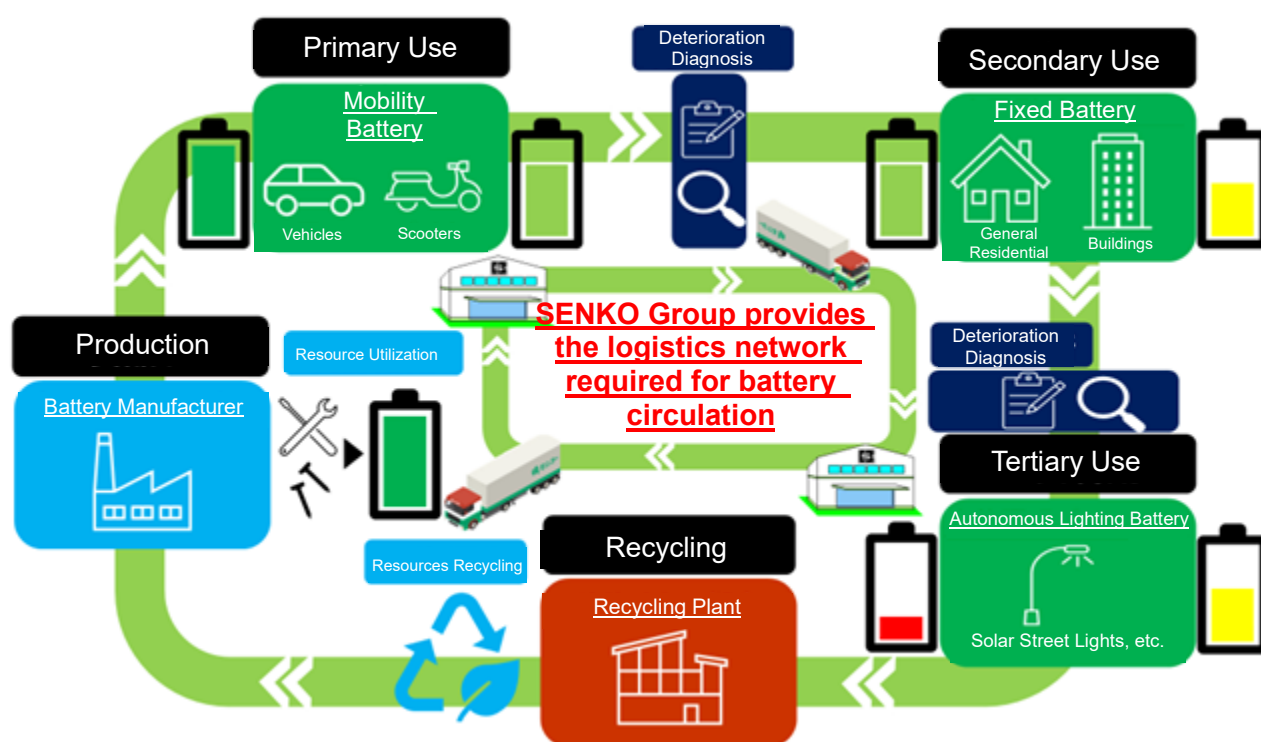 Primary Use
Mobility
Battery
Vehicles
Scooters
Deterioration
Diagnosis
Secondary Use
Fixed Battery
General
Residential
Buildings
SENKO Group provides
the logistics network
required for battery
circulation
Production
Battery Manufacturer
Resource Utilization
Deterioration
Diagnosis
Tertiary Use
Autonomous Lighting Battery
Solar Street Lights, etc.
Resources Recycling
Recycling
Recycling Plant